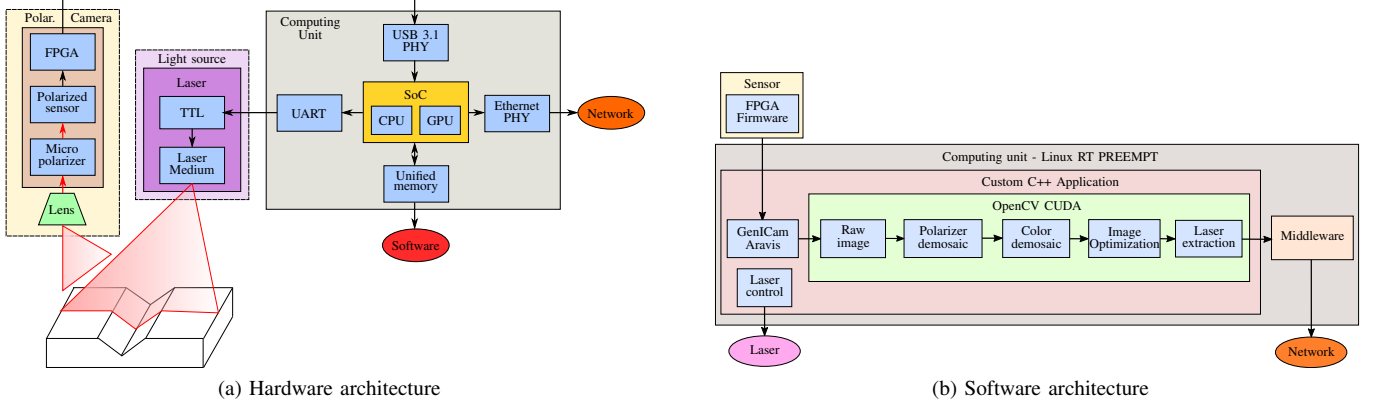 Polar. Camera
FPGA
Polarized
sensor
Micro
polarizer
Lens
Light source
Laser
TTL
Laser
Medium
Computing
Unit
USB 3.1
PHY
SoC
CPU
GPU
UART
Ethernet
PHY
Network
Unified
memory
Software
(a) Hardware architecture
Sensor
FPGA
Firmware
Computing unit - Linux RT PREEMPT
Custom C++ Application
OpenCV CUDA
GenICam
Aravis
Raw
image
Polarizer
demosaic
Color
demosaic
Image
Optimization
Laser
extraction
Middleware
Laser
control
Laser
Network
(b) Software architecture